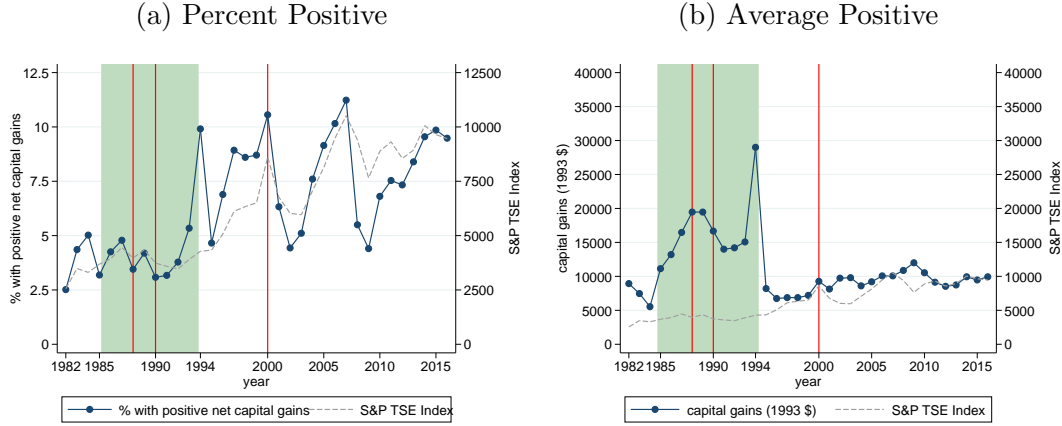 (a) Percent Positive
12.5
10
7.5
5
2.5
0
% with positive net capital gains
12500
10000
7500
5000
2500
0
S&P TSE Index
1982 1985 1990 1994 2000 2005 2010 2015
year
% with positive net capital gains S&P TSE Index
(b) Average Positive
40000
35000
30000
25000
20000
15000
10000
5000
0
capital gains (1993 $)
40000
35000
30000
25000
20000
15000
10000
5000
0
S&P TSE Index
1982 1985 1990 1994 2000 2005 2010 2015
year
capital gains (1993 $) S&P TSE Index